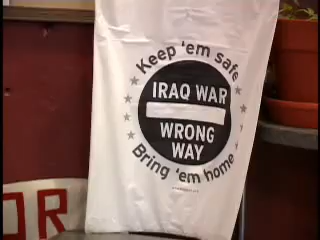 Keep 'em safe
IRAQ WAR
WRONG
WAY
Bring 'em home
OR